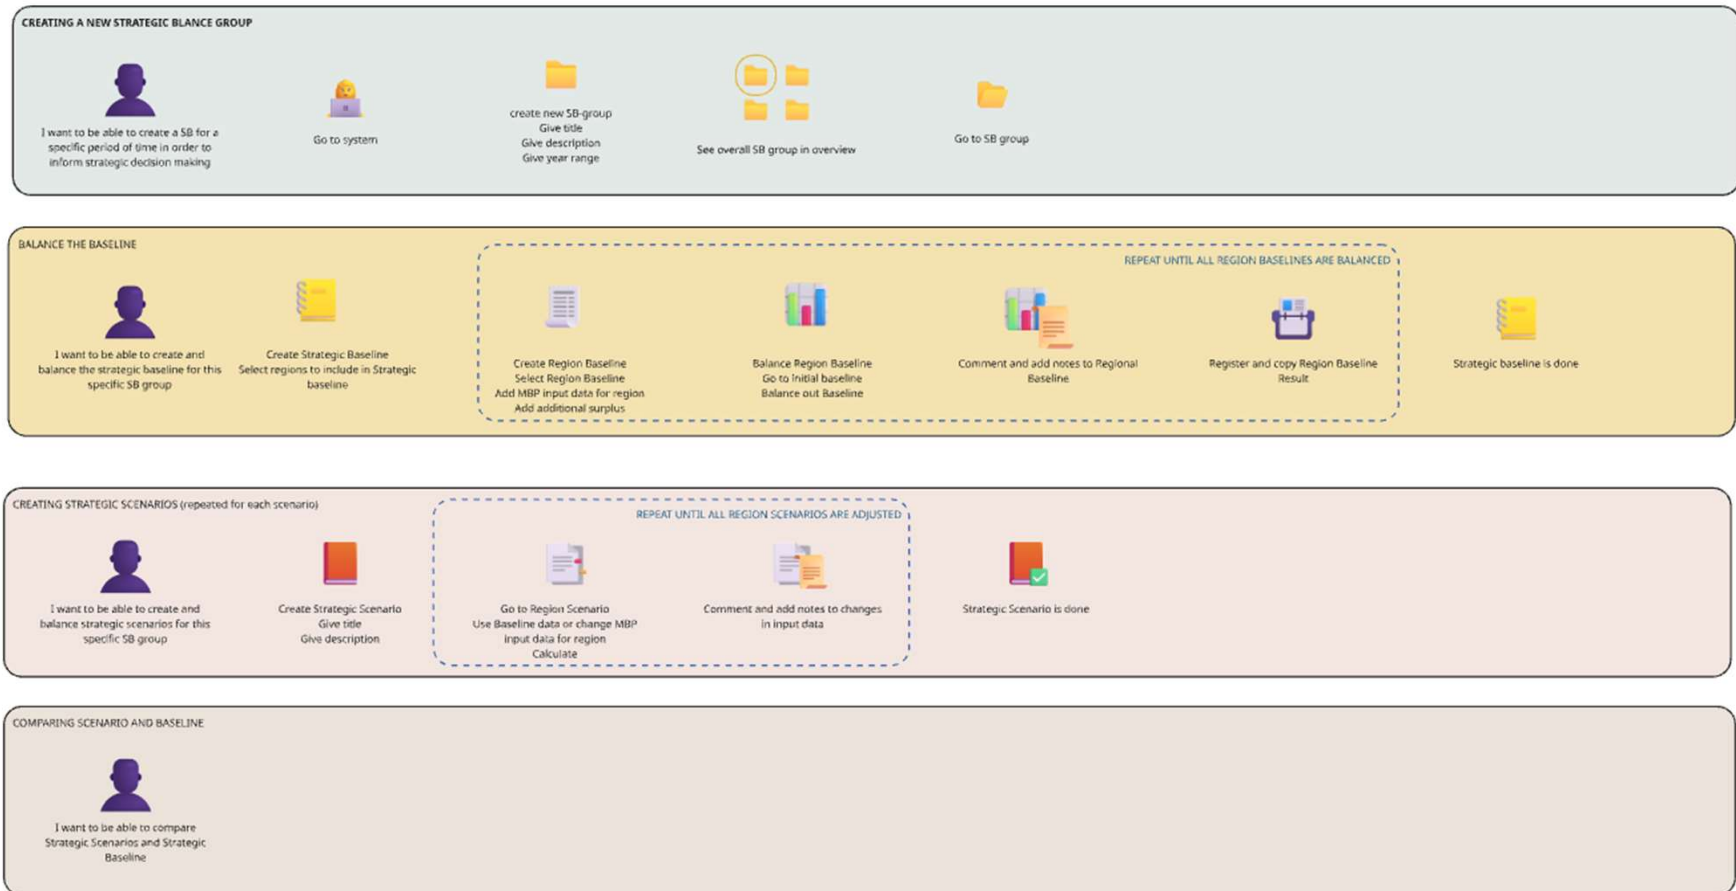 CREATING A NEW STRATEGIC BLANCE GROUP
I want to be able to create a SB for a
specific period of time in order to
inform strategic decision making
Go to system
create new SB-group
Give title
Give description
Give year range
See overall SB group in overview
Go to SB group
BALANCE THE BASELINE
REPEAT UNTIL ALL REGION BASELINES ARE BALANCED
I want to be able to create and
balance the strategic baseline for this
specific SB group
Create Strategic Baseline
Select regions to include in Strategic
baseline
Create Region Baseline
Select Region Baseline
Add MBP input data for region
Add additional surplus
Balance Region Baseline
Go to initial baseline
Balance out Baseline
Comment and add notes to Regional
Baseline
Register and copy Region Baseline
Result
Strategic baseline is done
CREATING STRATEGIC SCENARIOS (repeated for each scenario)
REPEAT UNTIL ALL REGION SCENARIOS ARE ADJUSTED
I want to be able to create and
balance strategic scenarios for this
specific SB group
Create Strategic Scenario
Give title
Give description
Go to Region Scenario
Use Baseline data or change MBP
input data for region
Calculate
Comment and add notes to changes
in input data
Strategic Scenario is done
COMPARING SCENARIO AND BASELINE
I want to be able to compare
Strategic Scenarios and Strategic
Baseline